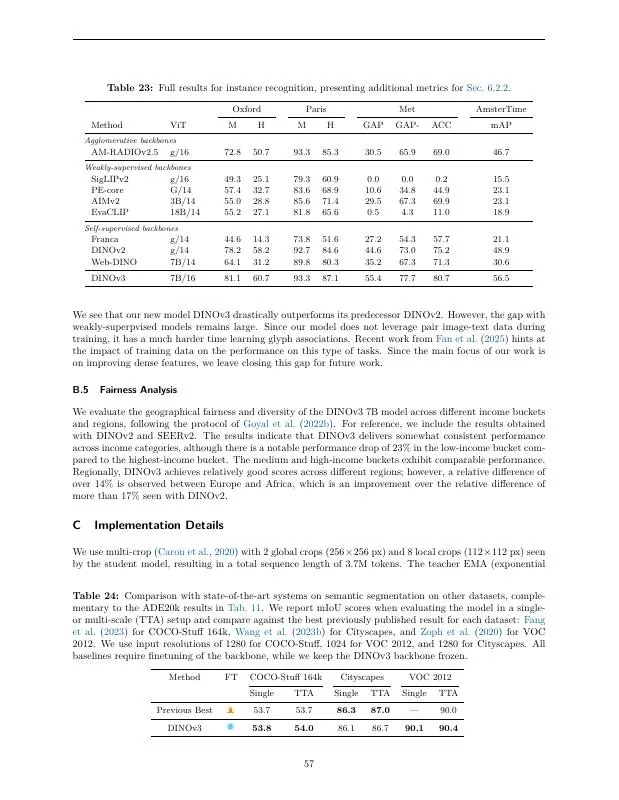 Table 23: Full results for instance recognition, presenting additional metrics for Sec. 6.2.2.
Oxford Paris Met AmsterTime
Method ViT M H M H GAP GAP- ACC mAP
Agglomerative backbones
AM-RADIOv2.5 g/16 72.8 50.7 93.3 85.3 30.5 65.9 69.0 46.7
Weakly-supervised backbones
SigLIPv2 g/16 49.3 25.1 79.3 60.9 0.0 0.0 0.2 15.5
PE-core G/14 57.4 32.7 83.6 68.9 10.6 34.8 44.9 23.1
AIMv2 3B/14 55.0 28.8 85.6 71.4 29.5 67.3 69.9 23.1
EvaCLIP 18B/14 55.2 27.1 81.8 65.6 0.5 4.3 11.0 18.9
Self-supervised backbones
Franca g/14 44.6 14.3 73.8 51.6 27.2 54.3 57.7 21.1
DINOv2 g/14 78.2 58.2 92.7 84.6 44.6 73.0 75.2 48.9
Web-DINO 7B/14 64.1 31.2 89.8 80.3 35.2 67.3 71.3 30.6
DINOv3 7B/16 81.1 60.7 93.3 87.1 55.4 77.7 80.7 56.5
We see that our new model DINOv3 drastically outperforms its predecessor DINOv2. However, the gap with
weakly-superpvised models remains large. Since our model does not leverage pair image-text data during
training, it has a much harder time learning glyph associations. Recent work from Fan et al. (2025) hints at
the impact of training data on the performance on this type of tasks. Since the main focus of our work is
on improving dense features, we leave closing this gap for future work.
B.5 Fairness Analysis
We evaluate the geographical fairness and diversity of the DINOv3 7B model across different income buckets
and regions, following the protocol of Goyal et al. (2022b). For reference, we include the results obtained
with DINOv2 and SEERv2. The results indicate that DINOv3 delivers somewhat consistent performance
across income categories, although there is a notable performance drop of 23% in the low-income bucket com-
pared to the highest-income bucket. The medium and high-income buckets exhibit comparable performance.
Regionally, DINOv3 achieves relatively good scores across different regions; however, a relative difference of
over 14% is observed between Europe and Africa, which is an improvement over the relative difference of
more than 17% seen with DINOv2.
C Implementation Details
We use multi-crop (Caron et al., 2020) with 2 global crops (256×256 px) and 8 local crops (112×112 px) seen
by the student model, resulting in a total sequence length of 3.7M tokens. The teacher EMA (exponential
Table 24: Comparison with state-of-the-art systems on semantic segmentation on other datasets, comple-
mentary to the ADE20k results in Tab. 11. We report mIoU scores when evaluating the model in a single-
or multi-scale (TTA) setup and compare against the best previously published result for each dataset: Fang
et al. (2023) for COCO-Stuff 164k, Wang et al. (2023b) for Cityscapes, and Zoph et al. (2020) for VOC
2012. We use input resolutions of 1280 for COCO-Stuff, 1024 for VOC 2012, and 1280 for Cityscapes. All
baselines require finetuning of the backbone, while we keep the DINOv3 backbone frozen.
Method FT COCO-Stuff 164k Cityscapes VOC 2012
Single TTA Single TTA Single TTA
Previous Best 53.7 53.7 86.3 87.0 — 90.0
DINOv3 53.8 54.0 86.1 86.7 90.1 90.4
57